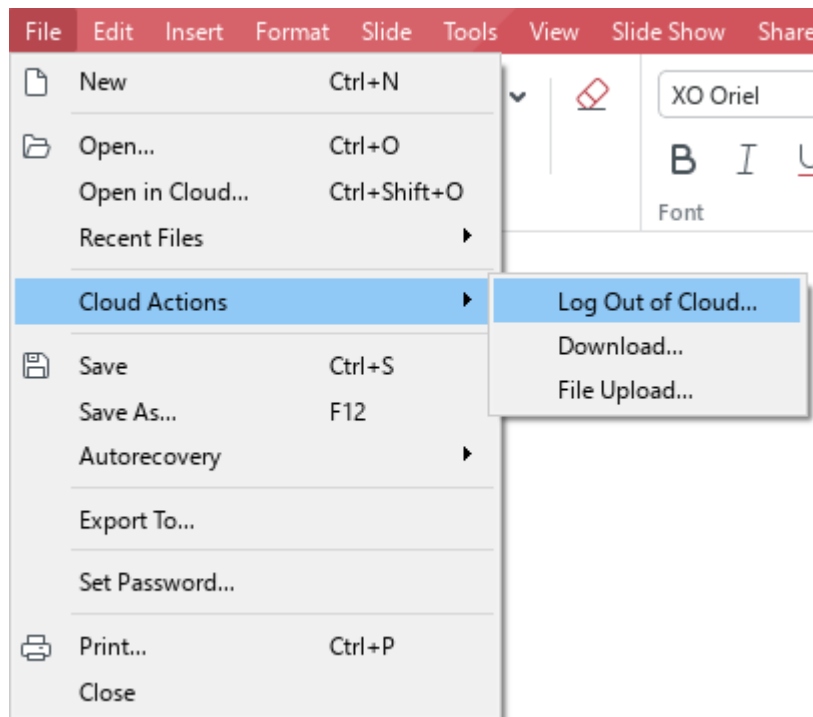 File Edit Insert Format Slide Tools View Slide Show Share
New Ctrl+N
XO Oriel
Open... Ctrl+O
B I U
Open in Cloud... Ctrl+Shift+O
Font
Recent Files
Cloud Actions
Log Out of Cloud...
Download...
File Upload...
Save Ctrl+S
Save As... F12
Autorecovery
Export To...
Set Password...
Print... Ctrl+P
Close